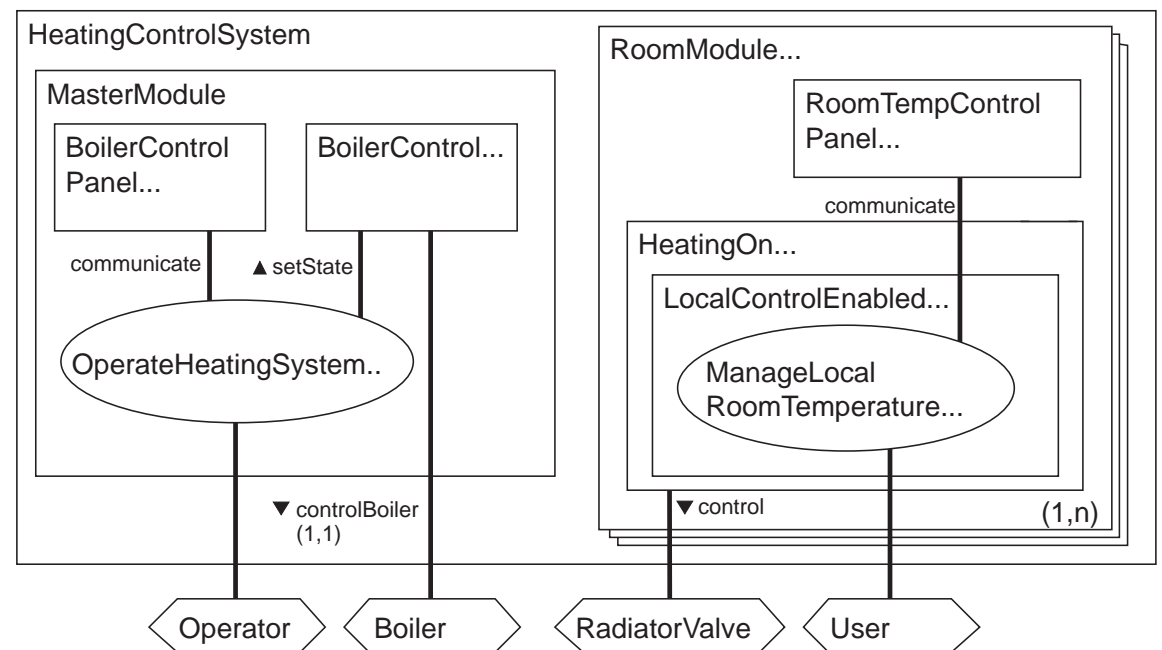 HeatingControlSystem
MasterModule
BoilerControl
Panel...
BoilerControl...
communicate
▲ setState
OperateHeatingSystem..
▼ controlBoiler
(1,1)
RoomModule...
RoomTempControl
Panel...
communicate
HeatingOn...
LocalControlEnabled...
ManageLocal
RoomTemperature...
▼ control
(1,n)
Operator
Boiler
RadiatorValve
User